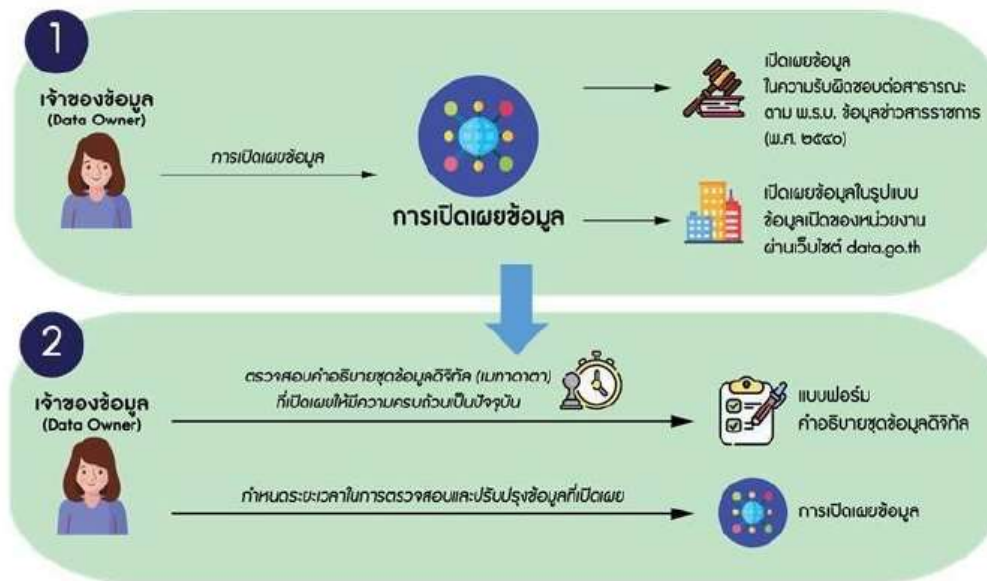 1
เจ้าของข้อมูล
(Data Owner)
การเปิดเผยข้อมูล
การเปิดเผยข้อมูล
เปิดเผยข้อมูล
ในความรับผิดชอบต่อสาธารณะ
ตาม พ.ร.บ. ข้อมูลข่าวสารราชการ
(พ.ศ. ๒๕๔๐)
เปิดเผยข้อมูลในรูปแบบ
ข้อมูลเปิดของหน่วยงาน
ผ่านเว็บไซต์ data.go.th
2
เจ้าของข้อมูล
(Data Owner)
ตรวจสอบคำอธิบายชุดข้อมูลดิจิทัล (เมทาดาตา)
ที่เปิดเผยให้มีความครบถ้วนเป็นปัจจุบัน
แบบฟอร์ม
คำอธิบายชุดข้อมูลดิจิทัล
กำหนดระยะเวลาในการตรวจสอบและปรับปรุงข้อมูลที่เปิดเผย
การเปิดเผยข้อมูล